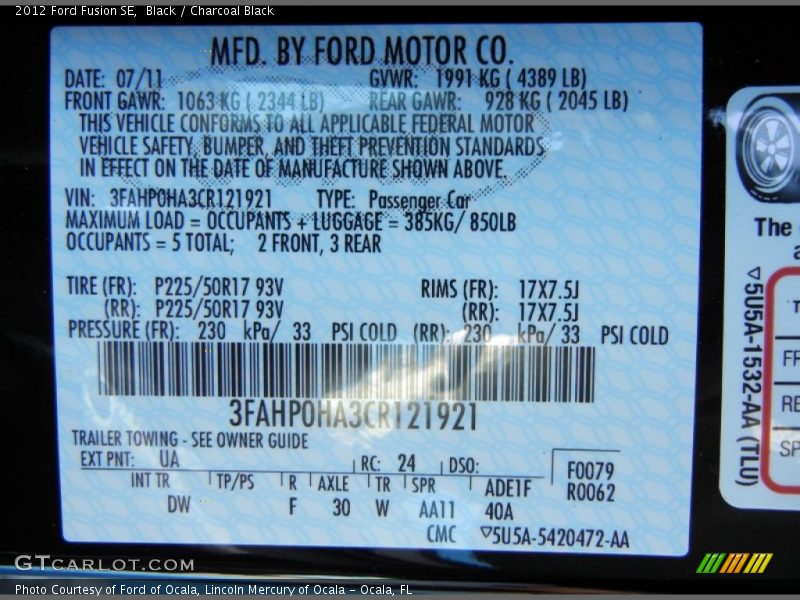 2012 Ford Fusion SE,  Black / Charcoal Black
MFD. BY FORD MOTOR CO.
DATE: 07/11 GVWR: 1991 KG ( 4389 LB)
FRONT GAWR: 1063 KG ( 2344 LB) REAR GAWR: 928 KG ( 2045 LB)
THIS VEHICLE CONFORMS TO ALL APPLICABLE FEDERAL MOTOR
VEHICLE SAFETY, BUMPER, AND THEFT PREVENTION STANDARDS
IN EFFECT ON THE DATE OF MANUFACTURE SHOWN ABOVE.
VIN: 3FAHP0HA3CR121921 TYPE: Passenger Car
MAXIMUM LOAD = OCCUPANTS + LUGGAGE = 385KG/ 850LB
OCCUPANTS = 5 TOTAL; 2 FRONT, 3 REAR
TIRE (FR): P225/50R17 93V RIMS (FR): 17X7.5J
(RR): P225/50R17 93V (RR): 17X7.5J
PRESSURE (FR): 230 kPa/ 33 PSI COLD (RR): 230 kPa/ 33 PSI COLD
3FAHP0HA3CR121921
TRAILER TOWING - SEE OWNER GUIDE
EXT PNT: UA RC: 24 DSO: F0079
INT TR TP/PS R AXLE TR SPR ADE1F R0062
DW F 30 W AA11 40A
CMC ▽5U5A-5420472-AA
The
▽5U5A-1532-AA (TLU)
GTCARLOT.COM
Photo Courtesy of Ford of Ocala, Lincoln Mercury of Ocala - Ocala, FL